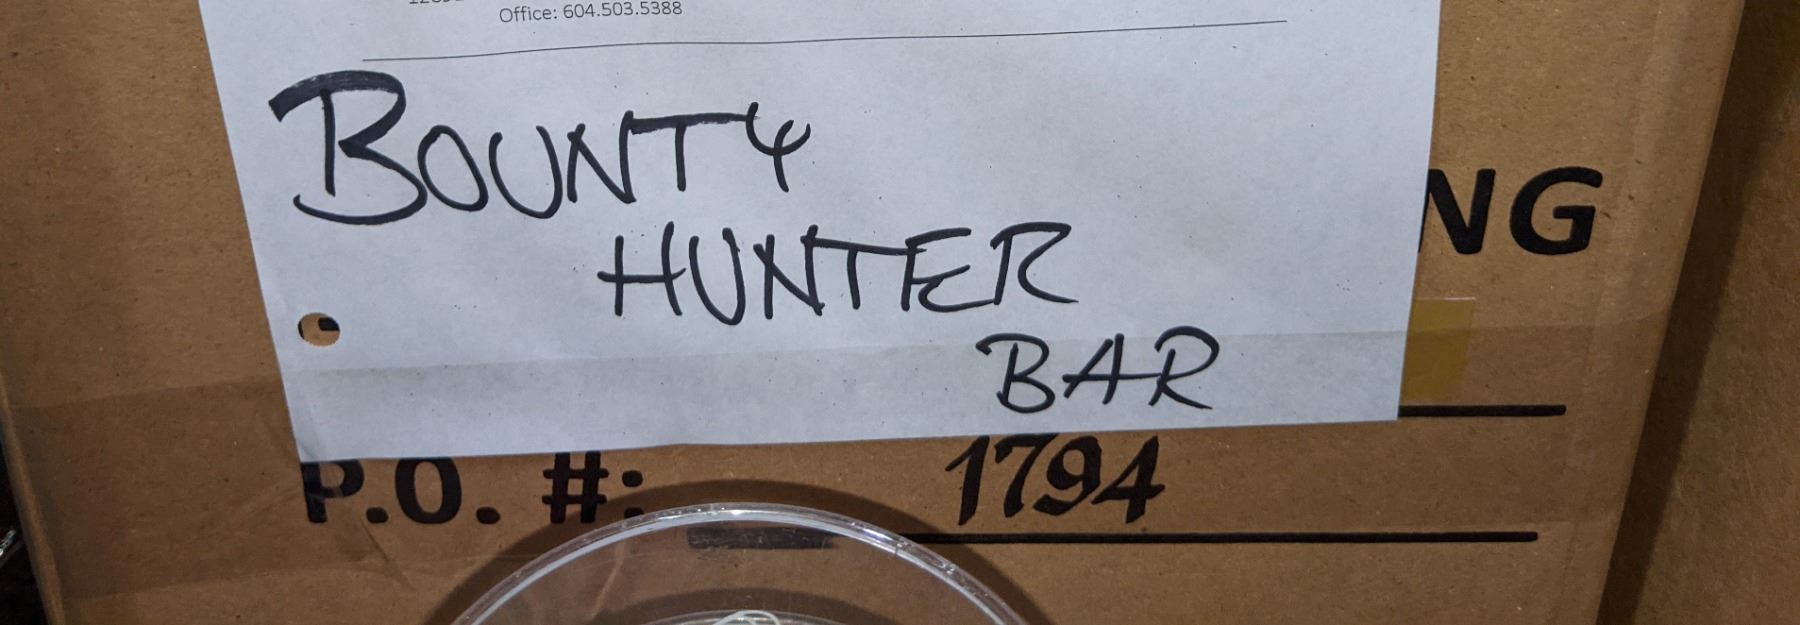 Office: 604.503.5388
BOUNTY
HUNTER
BAR
NG
P.O. #: 1794